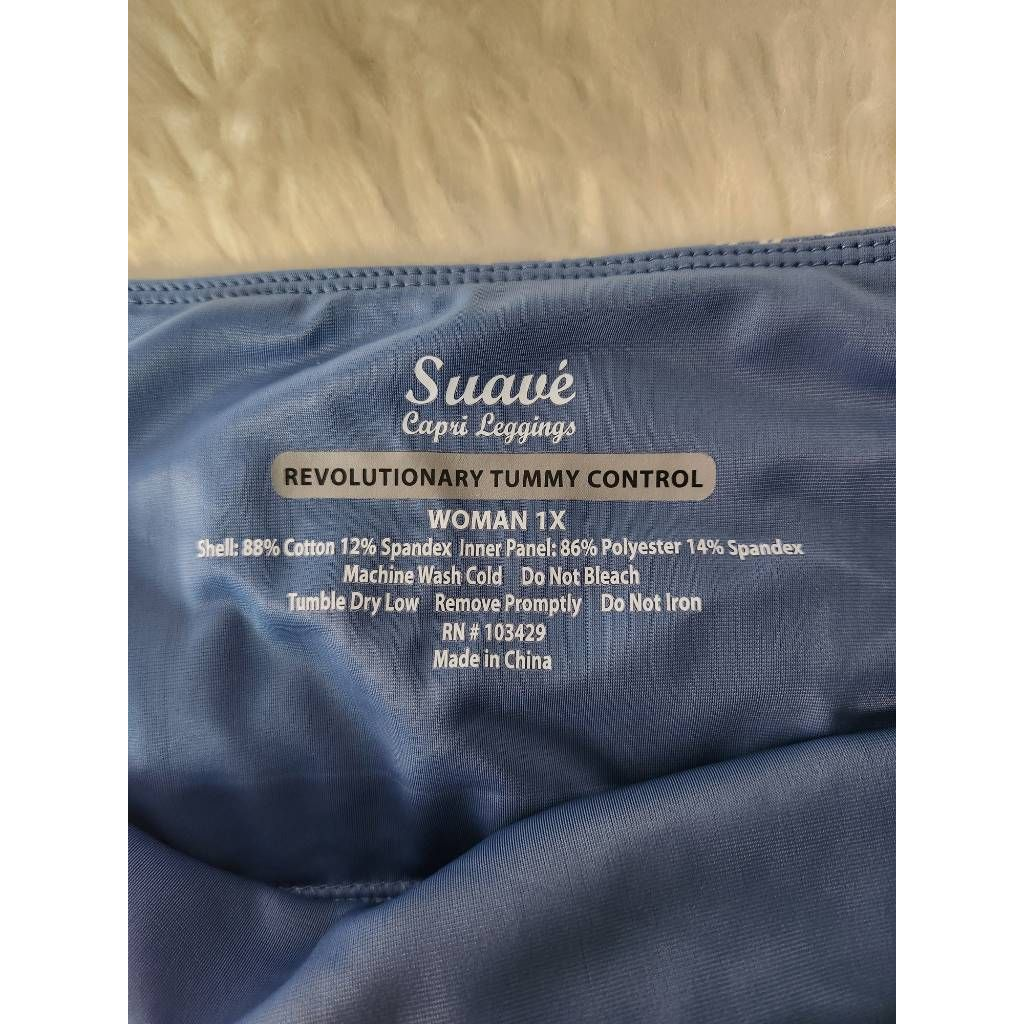 Suavé
Capri Leggings
REVOLUTIONARY TUMMY CONTROL
WOMAN 1X
Shell: 88% Cotton 12% Spandex Inner Panel: 86% Polyester 14% Spandex
Machine Wash Cold Do Not Bleach
Tumble Dry Low Remove Promptly Do Not Iron
RN # 103429
Made in China